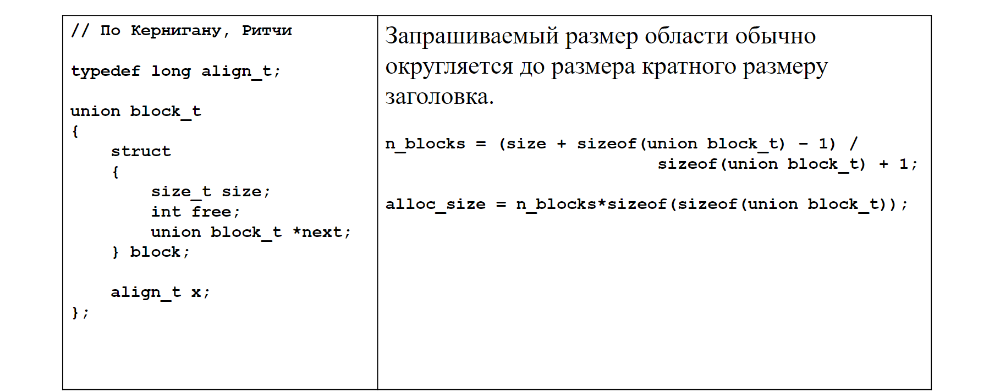 // По Кернигану, Ритчи
typedef long align_t;
union block_t
{
    struct
    {
        size_t size;
        int free;
        union block_t *next;
    } block;
    align_t x;
};
Запрашиваемый размер области обычно
округляется до размера кратного размеру
заголовка.
n_blocks = (size + sizeof(union block_t) – 1) /
                           sizeof(union block_t) + 1;
alloc_size = n_blocks*sizeof(sizeof(union block_t));